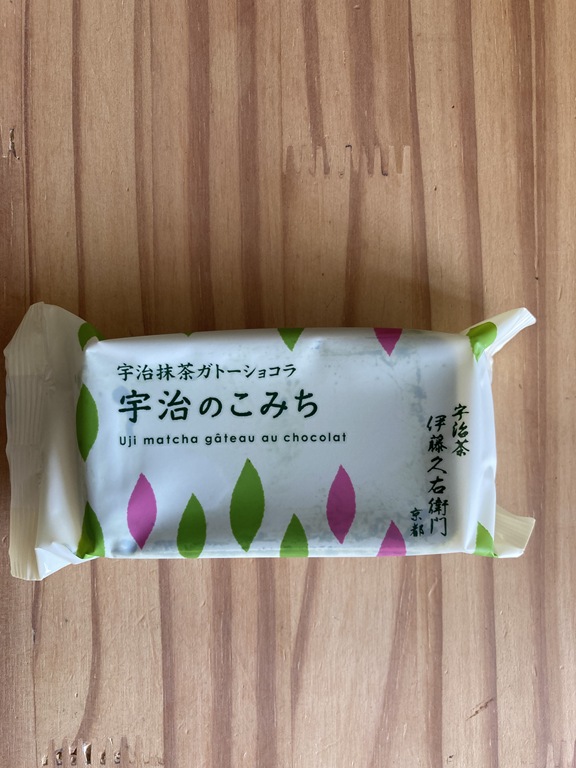 宇治抹茶ガトーショコラ
宇治のこみち
Uji matcha gâteau au chocolat
宇治茶
伊藤久右衛門
京都